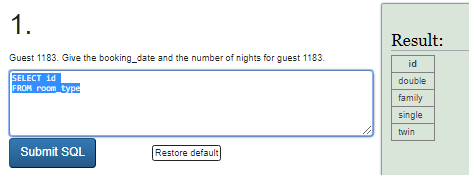 1.
Guest 1183. Give the booking_date and the number of nights for guest 1183.
SELECT id
FROM room_type
Submit SQL
Restore default
Result:
id
double
family
single
twin